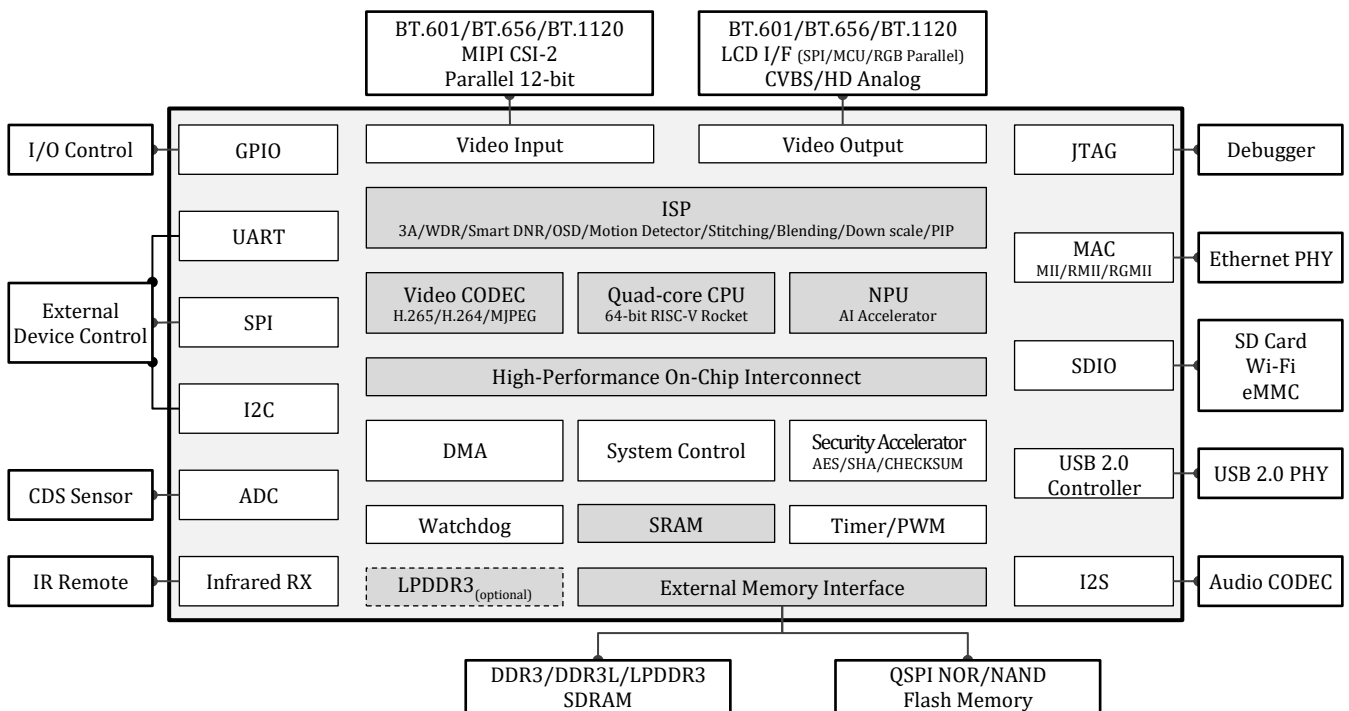 BT.601/BT.656/BT.1120
MIPI CSI-2
Parallel 12-bit
BT.601/BT.656/BT.1120
LCD I/F (SPI/MCU/RGB Parallel)
CVBS/HD Analog
I/O Control
GPIO
Video Input
Video Output
JTAG
Debugger
ISP
3A/WDR/Smart DNR/OSD/Motion Detector/Stitching/Blending/Down scale/PIP
UART
MAC
MII/RMII/RGMII
Ethernet PHY
External
Device Control
SPI
Video CODEC
H.265/H.264/MJPEG
Quad-core CPU
64-bit RISC-V Rocket
NPU
AI Accelerator
High-Performance On-Chip Interconnect
SDIO
SD Card
Wi-Fi
eMMC
I2C
DMA
System Control
Security Accelerator
AES/SHA/CHECKSUM
USB 2.0
Controller
USB 2.0 PHY
CDS Sensor
ADC
Watchdog
SRAM
Timer/PWM
IR Remote
Infrared RX
LPDDR3(optional)
External Memory Interface
I2S
Audio CODEC
DDR3/DDR3L/LPDDR3
SDRAM
QSPI NOR/NAND
Flash Memory